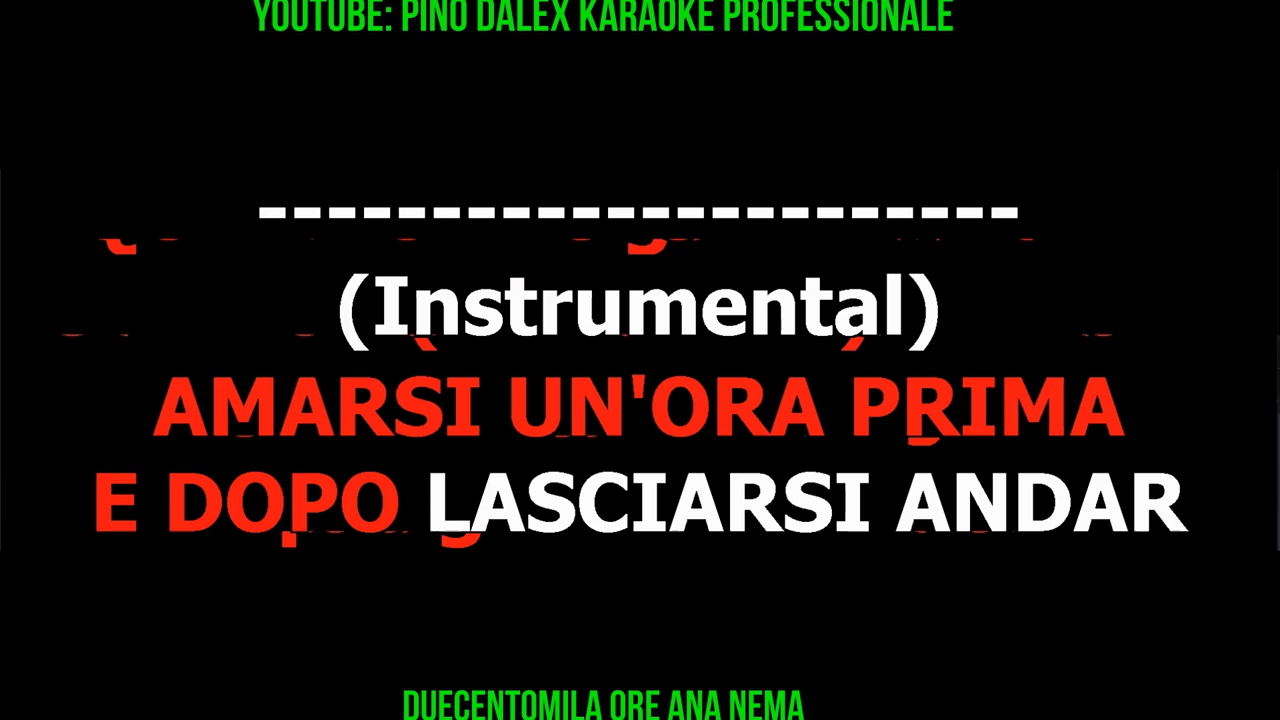 YOUTUBE: PINO DALEX KARAOKE PROFESSIONALE
----------------------
(Instrumental)
AMARSI UN'ORA PRIMA
E DOPO LASCIARSI ANDAR
DUECENTOMILA ORE ANA NEMA